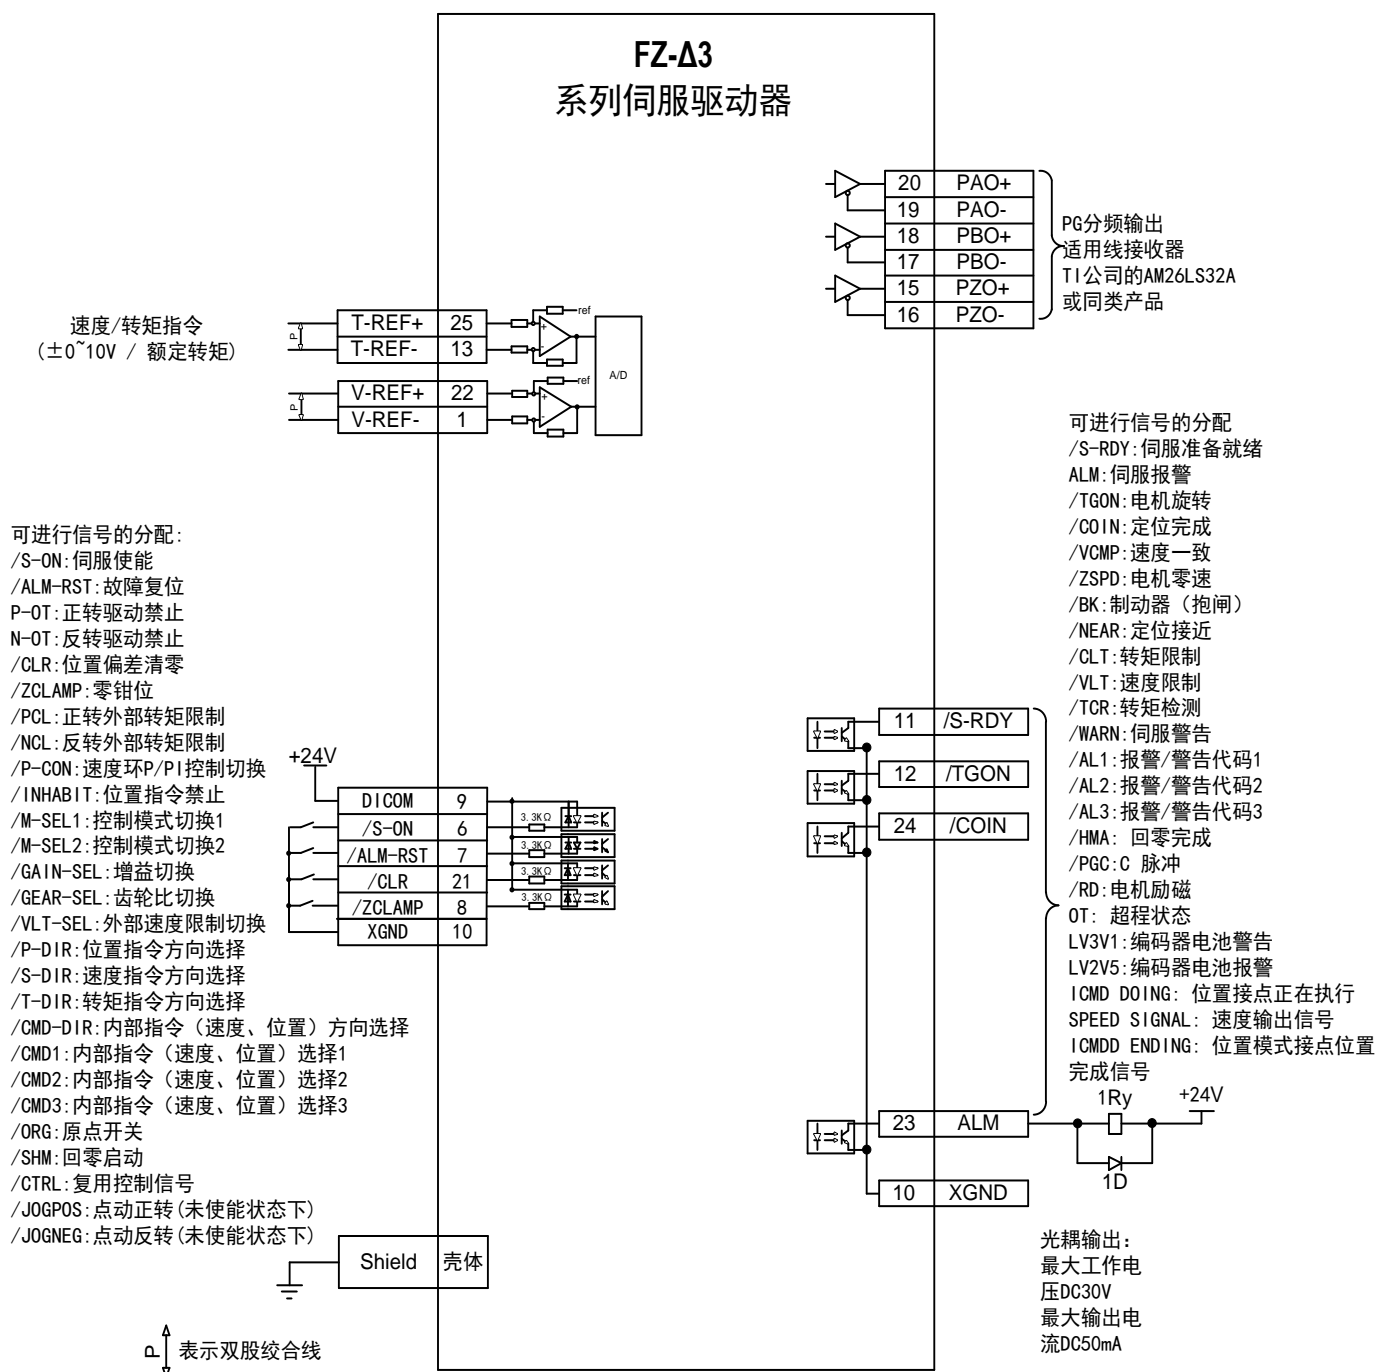 FZ-Δ3
系列伺服驱动器
20 PAO+
19 PAO-
18 PBO+
17 PBO-
15 PZO+
16 PZO-
PG分频输出
适用线接收器
TI公司的AM26LS32A
或同类产品
速度/转矩指令
(±0~10V / 额定转矩)
P
T-REF+ 25
T-REF- 13
ref
P
V-REF+ 22
V-REF- 1
ref
A/D
可进行信号的分配:
/S-ON:伺服使能
/ALM-RST:故障复位
P-OT:正转驱动禁止
N-OT:反转驱动禁止
/CLR:位置偏差清零
/ZCLAMP:零钳位
/PCL:正转外部转矩限制
/NCL:反转外部转矩限制
/P-CON:速度环P/PI控制切换
/INHABIT:位置指令禁止
/M-SEL1:控制模式切换1
/M-SEL2:控制模式切换2
/GAIN-SEL:增益切换
/GEAR-SEL:齿轮比切换
/VLT-SEL:外部速度限制切换
/P-DIR:位置指令方向选择
/S-DIR:速度指令方向选择
/T-DIR:转矩指令方向选择
/CMD-DIR:内部指令（速度、位置）方向选择
/CMD1:内部指令（速度、位置）选择1
/CMD2:内部指令（速度、位置）选择2
/CMD3:内部指令（速度、位置）选择3
/ORG:原点开关
/SHM:回零启动
/CTRL:复用控制信号
/JOGPOS:点动正转(未使能状态下)
/JOGNEG:点动反转(未使能状态下)
+24V
DICOM 9
/S-ON 6 3.3KΩ
/ALM-RST 7 3.3KΩ
/CLR 21 3.3KΩ
/ZCLAMP 8 3.3KΩ
XGND 10
Shield 壳体
P 表示双股绞合线
可进行信号的分配
/S-RDY:伺服准备就绪
ALM:伺服报警
/TGON:电机旋转
/COIN:定位完成
/VCMP:速度一致
/ZSPD:电机零速
/BK:制动器（抱闸）
/NEAR:定位接近
/CLT:转矩限制
/VLT:速度限制
/TCR:转矩检测
/WARN:伺服警告
/AL1:报警/警告代码1
/AL2:报警/警告代码2
/AL3:报警/警告代码3
/HMA: 回零完成
/PGC:C 脉冲
/RD:电机励磁
OT: 超程状态
LV3V1:编码器电池警告
LV2V5:编码器电池报警
ICMD DOING: 位置接点正在执行
SPEED SIGNAL: 速度输出信号
ICMDD ENDING: 位置模式接点位置
完成信号
11 /S-RDY
12 /TGON
24 /COIN
23 ALM
10 XGND
1Ry
+24V
1D
光耦输出：
最大工作电
压DC30V
最大输出电
流DC50mA